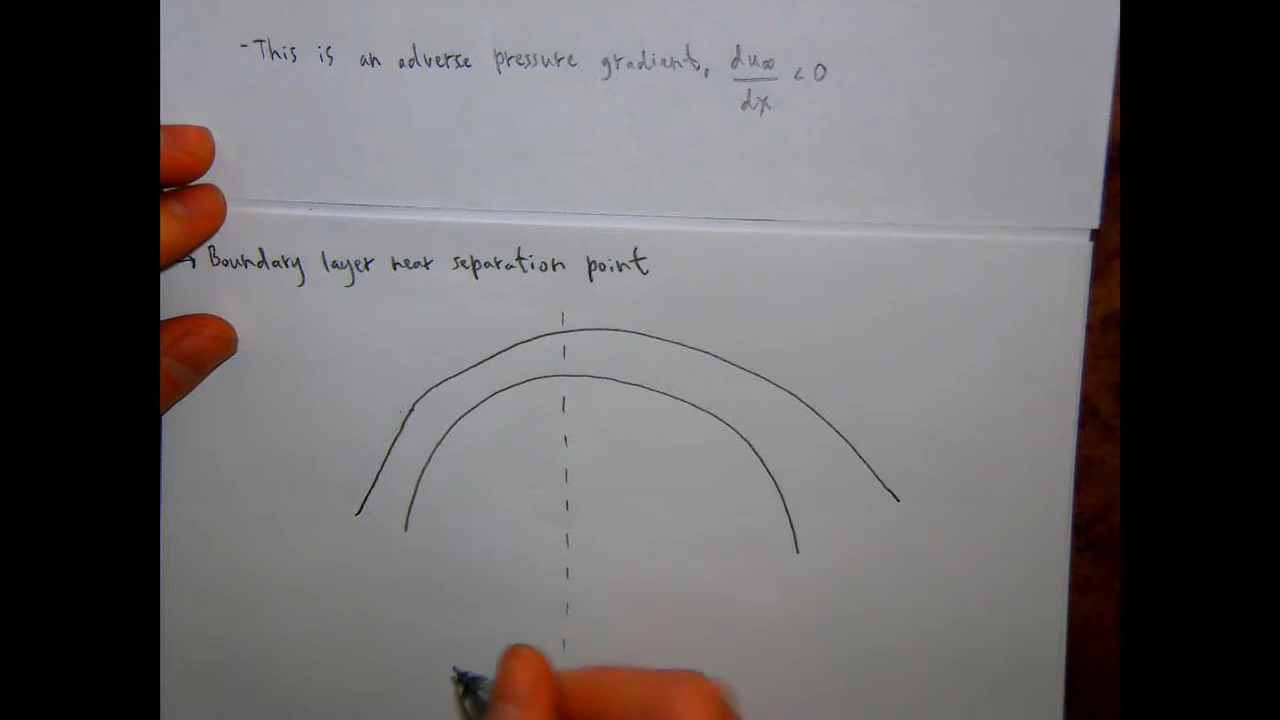 -This is an adverse pressure gradient, du∞/dx < 0
→ Boundary layer near separation point